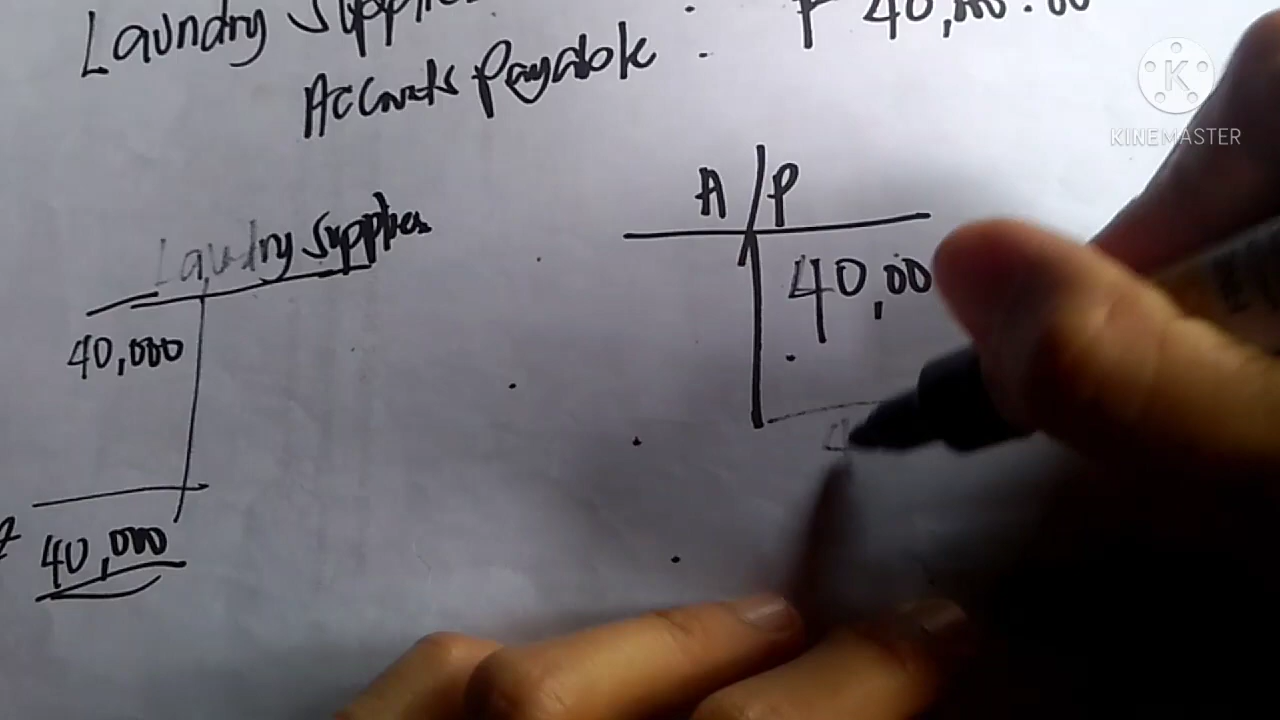 Laundry Supplies
₱ 40,000.00
Accounts Payable :
K
KINEMASTER
A/P
Laundry Supplies
40,00
40,000
40,000